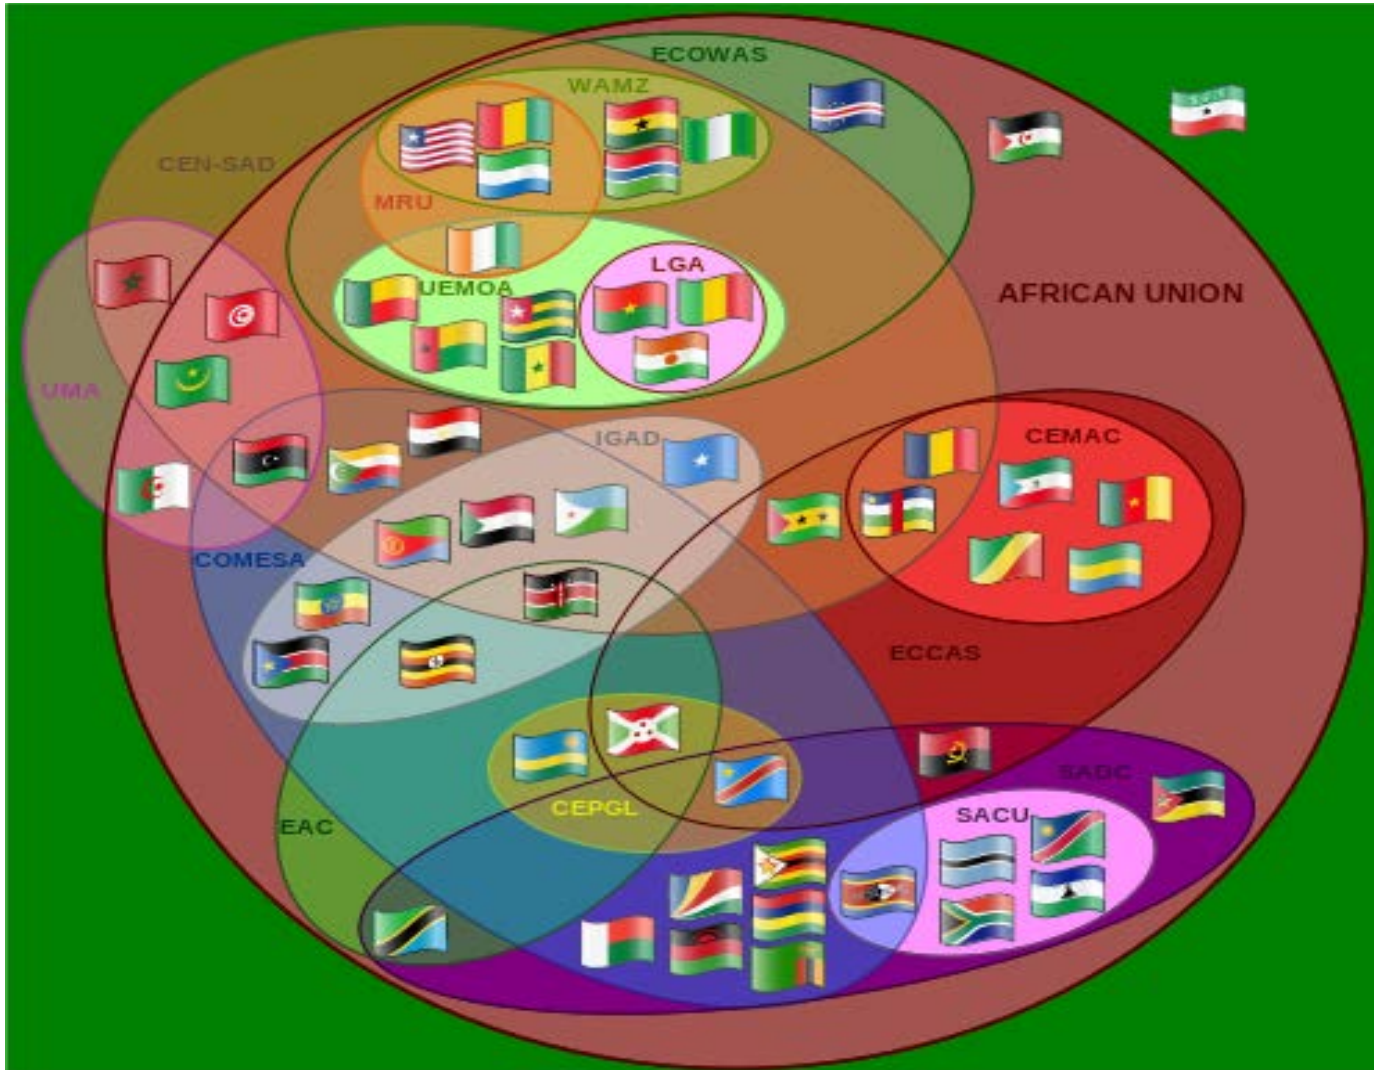 ECOWAS
WAMZ
CEN-SAD
MRU
LGA
UEMOA
AFRICAN UNION
UMA
IGAD
CEMAC
COMESA
ECCAS
SADC
CEPGL
SACU
EAC